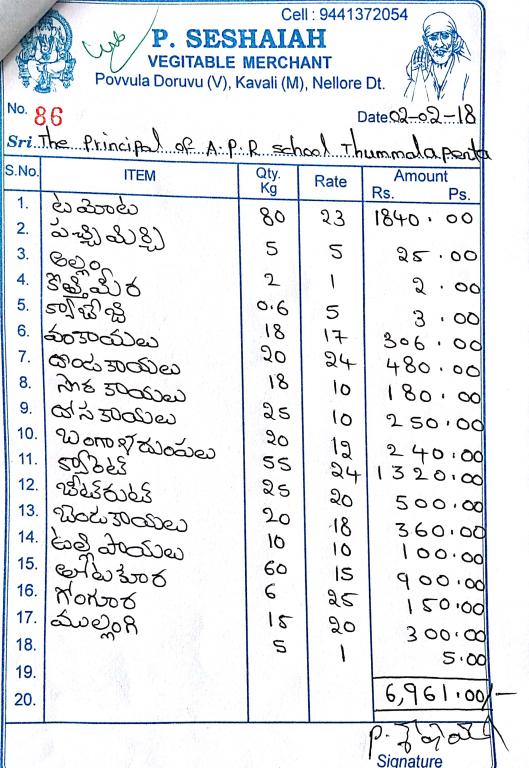 Cell : 9441372054
P. SESHAIAH
VEGITABLE MERCHANT
Povvula Doruvu (V), Kavali (M), Nellore Dt.
No. 86 Date 02-02-18
Sri. The Principal of A.P.R School Thummalapenta
S.No. ITEM Qty. Kg Rate Amount Rs. Ps.
1. టమోట 80 23 1840.00
2. పచ్చిమిర్చి 5 5 25.00
3. అల్లం 2 1 2.00
4. కొత్తిమీర 0.6 5 3.00
5. క్యాబేజి 18 17 306.00
6. వంకాయలు 20 24 480.00
7. దొండకాయలు 18 10 180.00
8. సొరకాయలు 25 10 250.00
9. దోసకాయలు 20 12 240.00
10. బంగాళదుంపలు 55 24 1320.00
11. క్యారెట్ 25 20 500.00
12. బీట్‌రూట్ 20 18 360.00
13. బెండకాయలు 10 10 100.00
14. ఉల్లిపాయలు 60 15 900.00
15. 6 25 150.00
16. గోంగూర 15 20 300.00
17. ముల్లంగి 5 1 5.00
18.
19.
20. 6,961.00/-
Signature